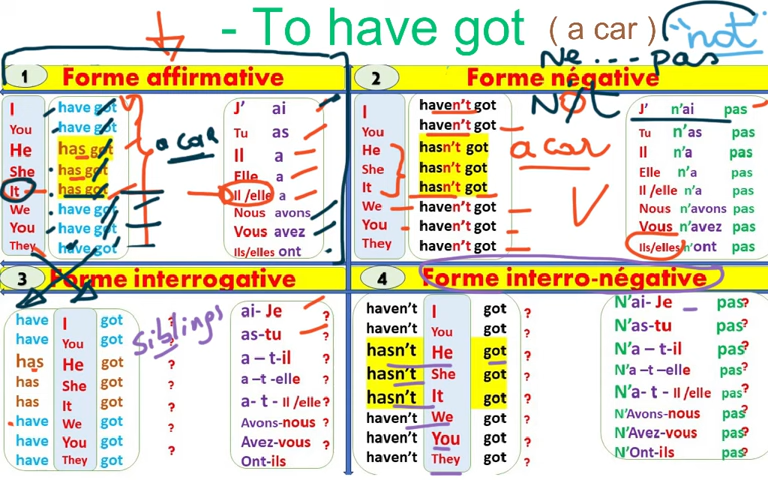 - To have got ( a car )
"not"
Ne .... pas
NOT
1 Forme affirmative
I have got
You have got
He has got
She has got
It has got
We have got
You have got
They have got
a car
J' ai
Tu as
Il a
Elle a
Il /elle a
Nous avons
Vous avez
Ils/elles ont
2 Forme négative
I haven't got
You haven't got
He hasn't got
She hasn't got
It hasn't got
We haven't got
You haven't got
They haven't got
a car
J' n'ai pas
Tu n'as pas
Il n'a pas
Elle n'a pas
Il /elle n'a pas
Nous n'avons pas
Vous n'avez pas
Ils/elles n'ont pas
3 Forme interrogative
have I got ?
have You got ?
has He got ?
has She got ?
has It got ?
have We got ?
have You got ?
have They got
siblings
ai- Je ?
as-tu ?
a – t-il ?
a –t -elle ?
a- t - Il /elle ?
Avons-nous ?
Avez-vous ?
Ont-ils
4 Forme interro-négative
haven't I got ?
haven't You got ?
hasn't He got ?
hasn't She got ?
hasn't It got ?
haven't We got ?
haven't You got ?
haven't They got ?
N'ai- Je pas?
N'as-tu pas?
N'a – t-il pas?
N'a –t –elle pas?
N'a- t - Il /elle pas?
N'Avons-nous pas?
N'Avez-vous pas?
N'Ont-ils pas?